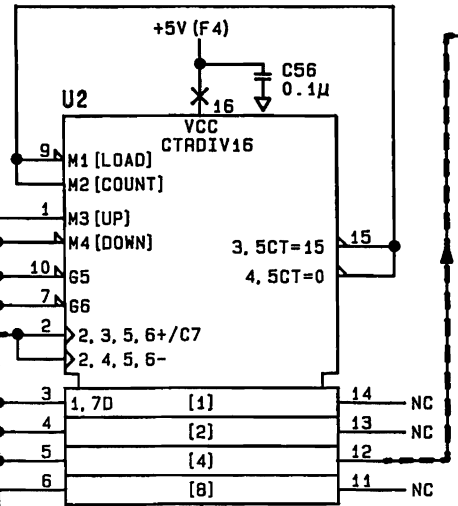 +5V (F4)
C56
0.1µ
U2
16
VCC
CTRDIV16
9 M1 [LOAD]
M2 [COUNT]
1 M3 [UP]
M4 [DOWN]
3, 5CT=15 15
10 G5
4, 5CT=0
7 G6
2 2, 3, 5, 6+/C7
2, 4, 5, 6-
3 1, 7D [1] 14 NC
4 [2] 13 NC
5 [4] 12
6 [8] 11 NC